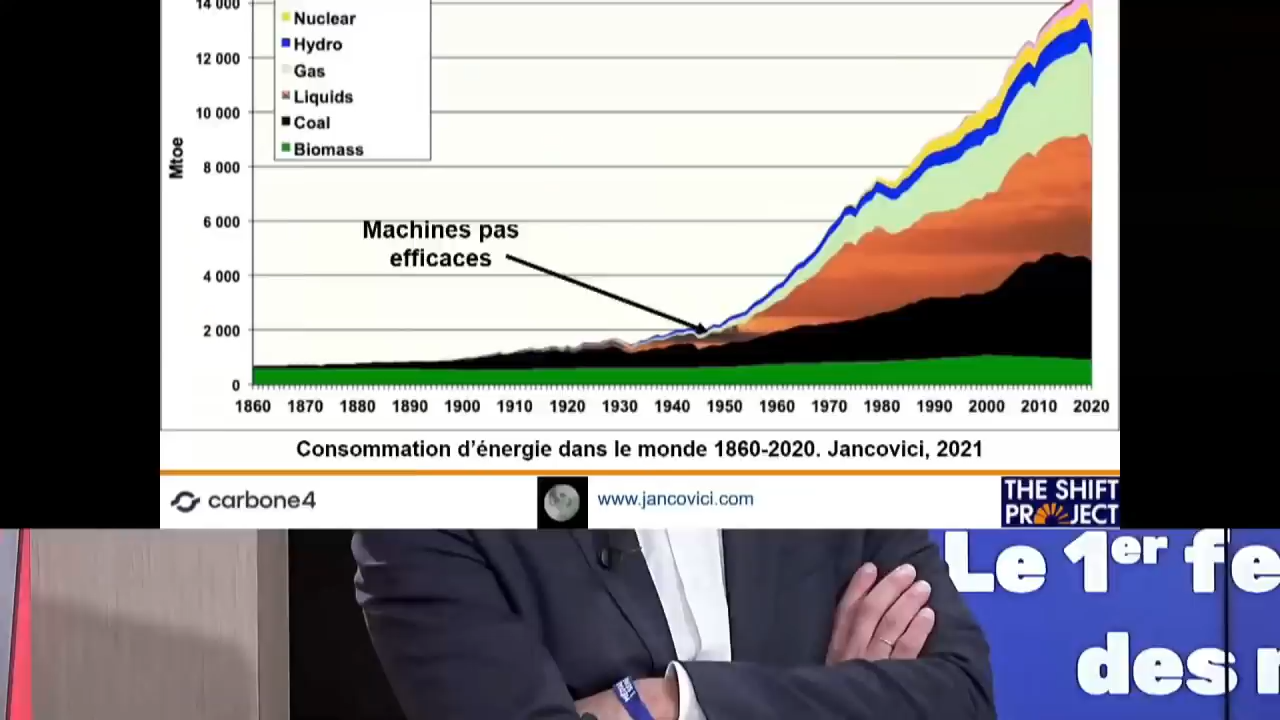 14 000
Nuclear
Hydro
12 000
Gas
Liquids
10 000
Coal
Biomass
Mtoe
8 000
Machines pas
efficaces
6 000
4 000
2 000
0
1860 1870 1880 1890 1900 1910 1920 1930 1940 1950 1960 1970 1980 1990 2000 2010 2020
Consommation d'énergie dans le monde 1860-2020. Jancovici, 2021
carbone4
www.jancovici.com
THE SHIFT
PROJECT
Le 1er fe
des